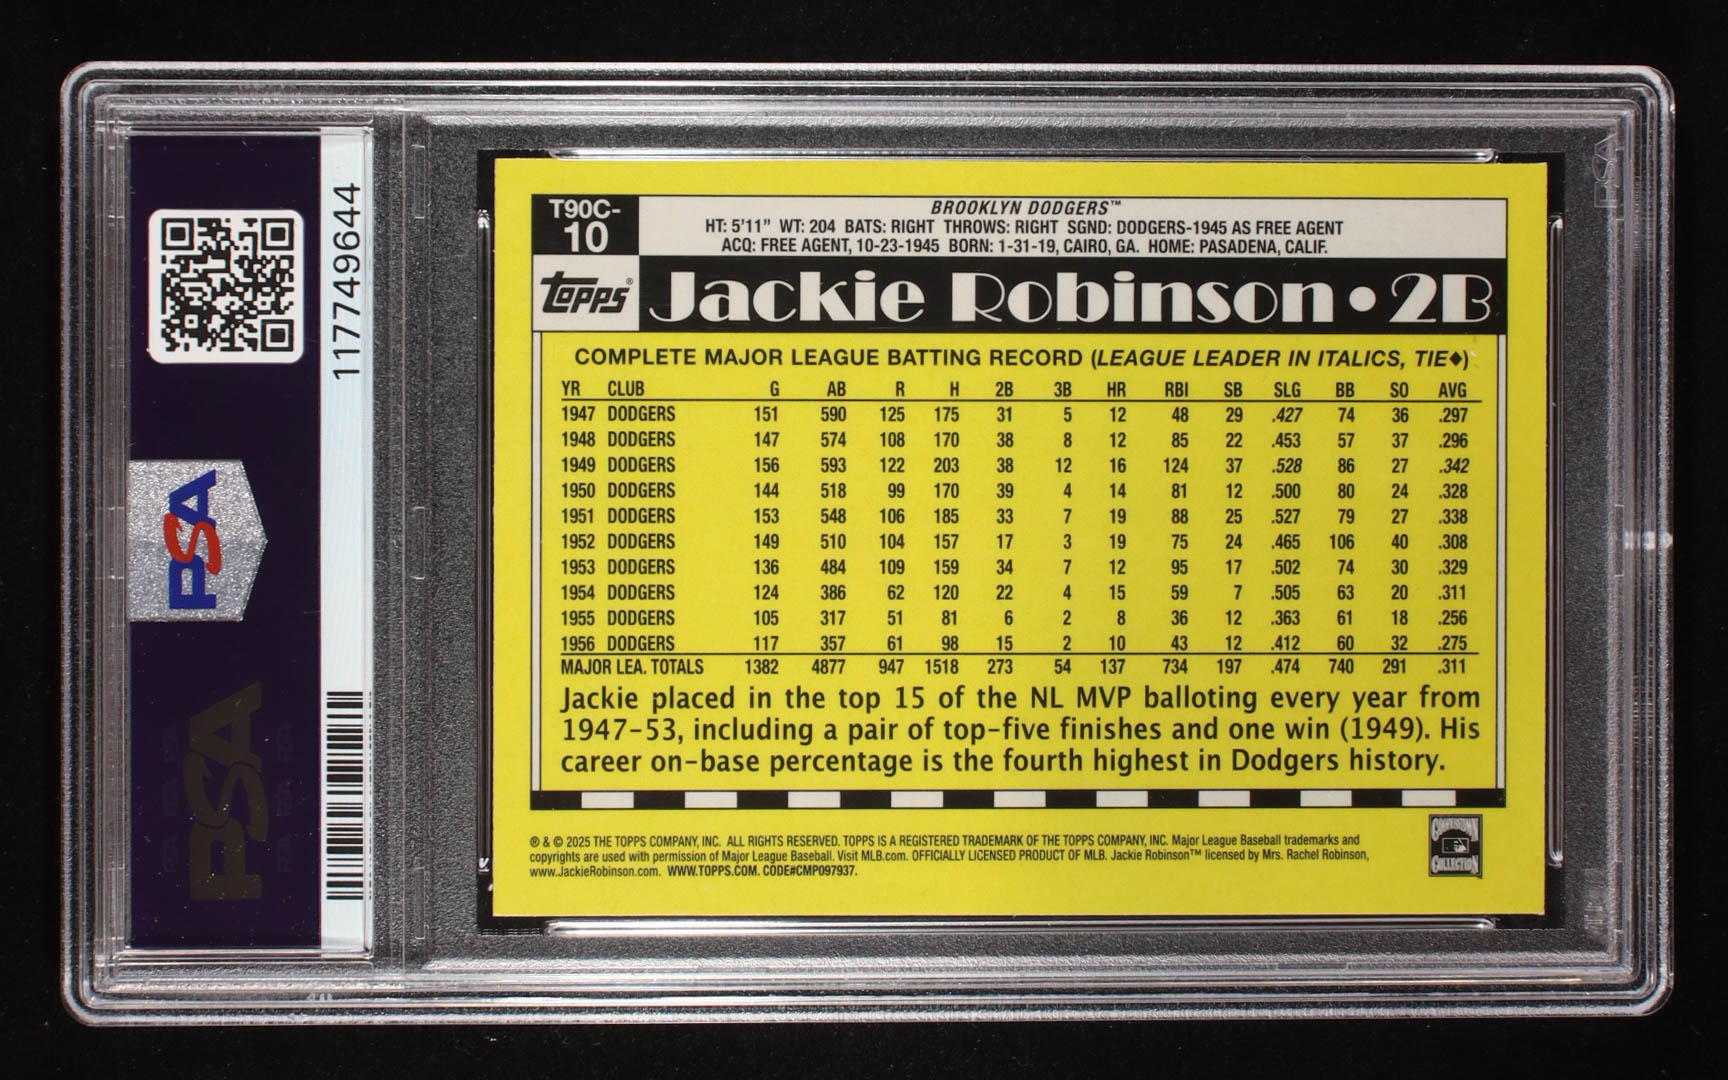 117749644
PSA
PSA
T90C-
10
BROOKLYN DODGERS™
HT: 5'11" WT: 204 BATS: RIGHT THROWS: RIGHT SGND: DODGERS-1945 AS FREE AGENT
ACQ: FREE AGENT, 10-23-1945 BORN: 1-31-19, CAIRO, GA. HOME: PASADENA, CALIF.
topps® Jackie Robinson • 2B
COMPLETE MAJOR LEAGUE BATTING RECORD (LEAGUE LEADER IN ITALICS, TIE♦)
YR CLUB G AB R H 2B 3B HR RBI SB SLG BB SO AVG
1947 DODGERS 151 590 125 175 31 5 12 48 29 .427 74 36 .297
1948 DODGERS 147 574 108 170 38 8 12 85 22 .453 57 37 .296
1949 DODGERS 156 593 122 203 38 12 16 124 37 .528 86 27 .342
1950 DODGERS 144 518 99 170 39 4 14 81 12 .500 80 24 .328
1951 DODGERS 153 548 106 185 33 7 19 88 25 .527 79 27 .338
1952 DODGERS 149 510 104 157 17 3 19 75 24 .465 106 40 .308
1953 DODGERS 136 484 109 159 34 7 12 95 17 .502 74 30 .329
1954 DODGERS 124 386 62 120 22 4 15 59 7 .505 63 20 .311
1955 DODGERS 105 317 51 81 6 2 8 36 12 .363 61 18 .256
1956 DODGERS 117 357 61 98 15 2 10 43 12 .412 60 32 .275
MAJOR LEA. TOTALS 1382 4877 947 1518 273 54 137 734 197 .474 740 291 .311
Jackie placed in the top 15 of the NL MVP balloting every year from
1947-53, including a pair of top-five finishes and one win (1949). His
career on-base percentage is the fourth highest in Dodgers history.
® & © 2025 THE TOPPS COMPANY, INC. ALL RIGHTS RESERVED. TOPPS IS A REGISTERED TRADEMARK OF THE TOPPS COMPANY, INC. Major League Baseball trademarks and
copyrights are used with permission of Major League Baseball. Visit MLB.com. OFFICIALLY LICENSED PRODUCT OF MLB. Jackie Robinson™ licensed by Mrs. Rachel Robinson,
www.JackieRobinson.com. WWW.TOPPS.COM. CODE#CMP097937.
COOPERSTOWN
COLLECTION
PSA